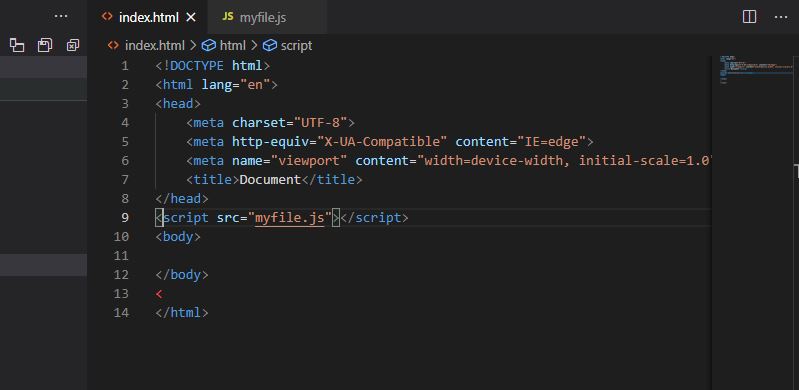 ... index.html × JS myfile.js
<> index.html > html > script
1 <!DOCTYPE html>
2 <html lang="en">
3 <head>
4     <meta charset="UTF-8">
5     <meta http-equiv="X-UA-Compatible" content="IE=edge">
6     <meta name="viewport" content="width=device-width, initial-scale=1.0"
7     <title>Document</title>
8 </head>
9 <script src="myfile.js"></script>
10 <body>
11
12 </body>
13 <
14 </html>